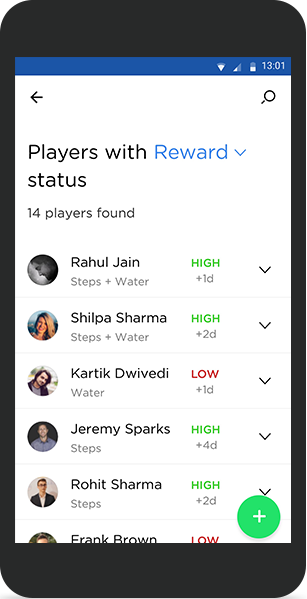 13:01
Players with Reward
status
14 players found
Rahul Jain HIGH
Steps + Water +1d
Shilpa Sharma HIGH
Steps + Water +2d
Kartik Dwivedi LOW
Water +1d
Jeremy Sparks HIGH
Steps +4d
Rohit Sharma HIGH
Steps +2d
Frank Brown LOW